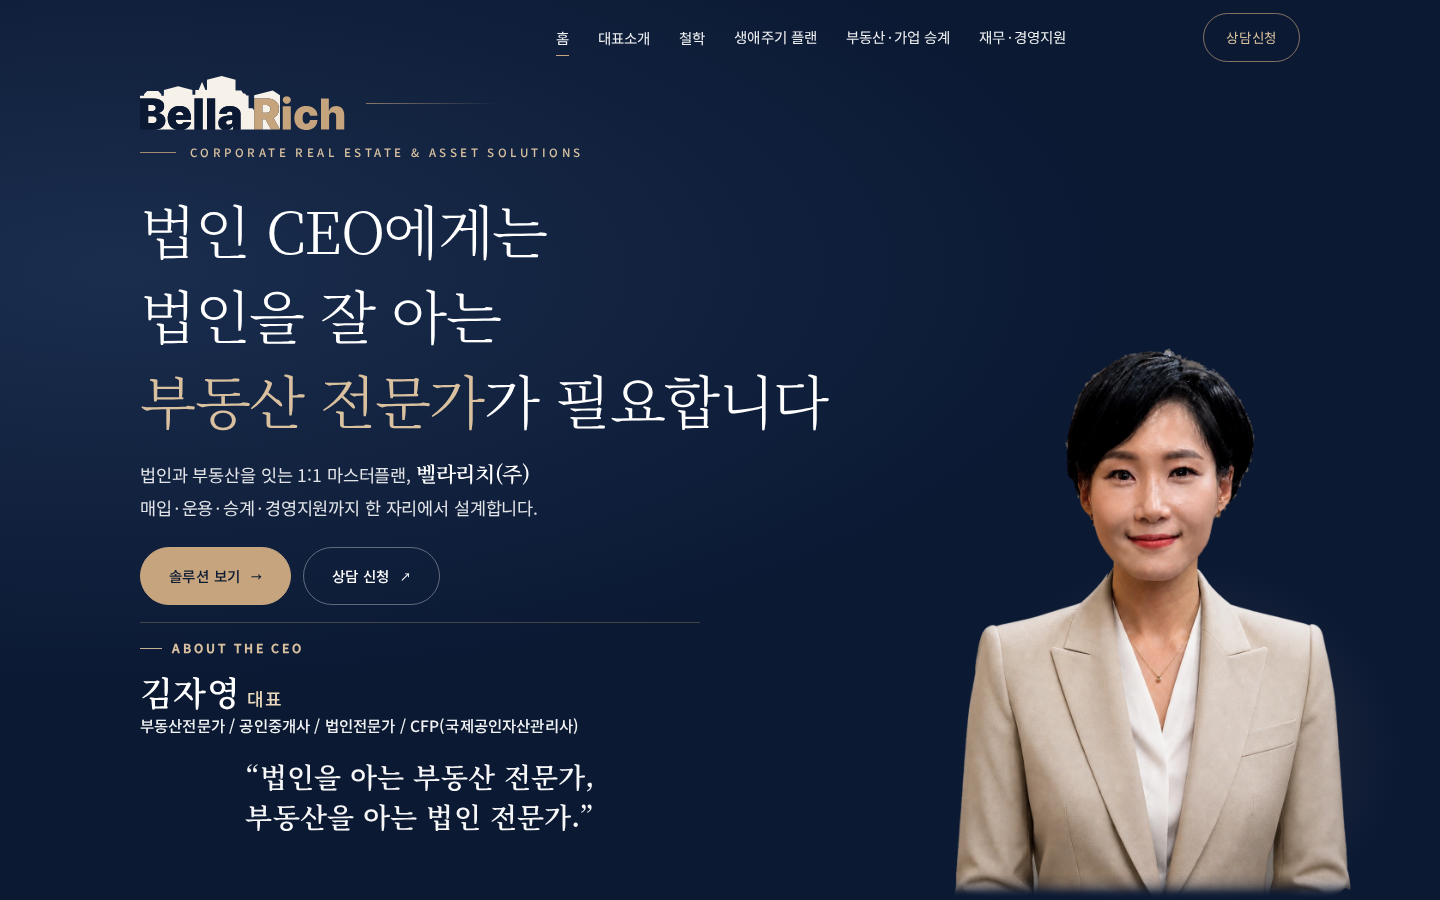 홈 대표소개 철학 생애주기 플랜 부동산·가업 승계 재무·경영지원 상담신청
Bella Rich
CORPORATE REAL ESTATE & ASSET SOLUTIONS
법인 CEO에게는
법인을 잘 아는
부동산 전문가가 필요합니다
법인과 부동산을 잇는 1:1 마스터플랜, 벨라리치(주)
매입·운용·승계·경영지원까지 한 자리에서 설계합니다.
솔루션 보기 → 상담 신청 ↗
ABOUT THE CEO
김자영 대표
부동산전문가 / 공인중개사 / 법인전문가 / CFP(국제공인자산관리사)
“법인을 아는 부동산 전문가,
부동산을 아는 법인 전문가.”